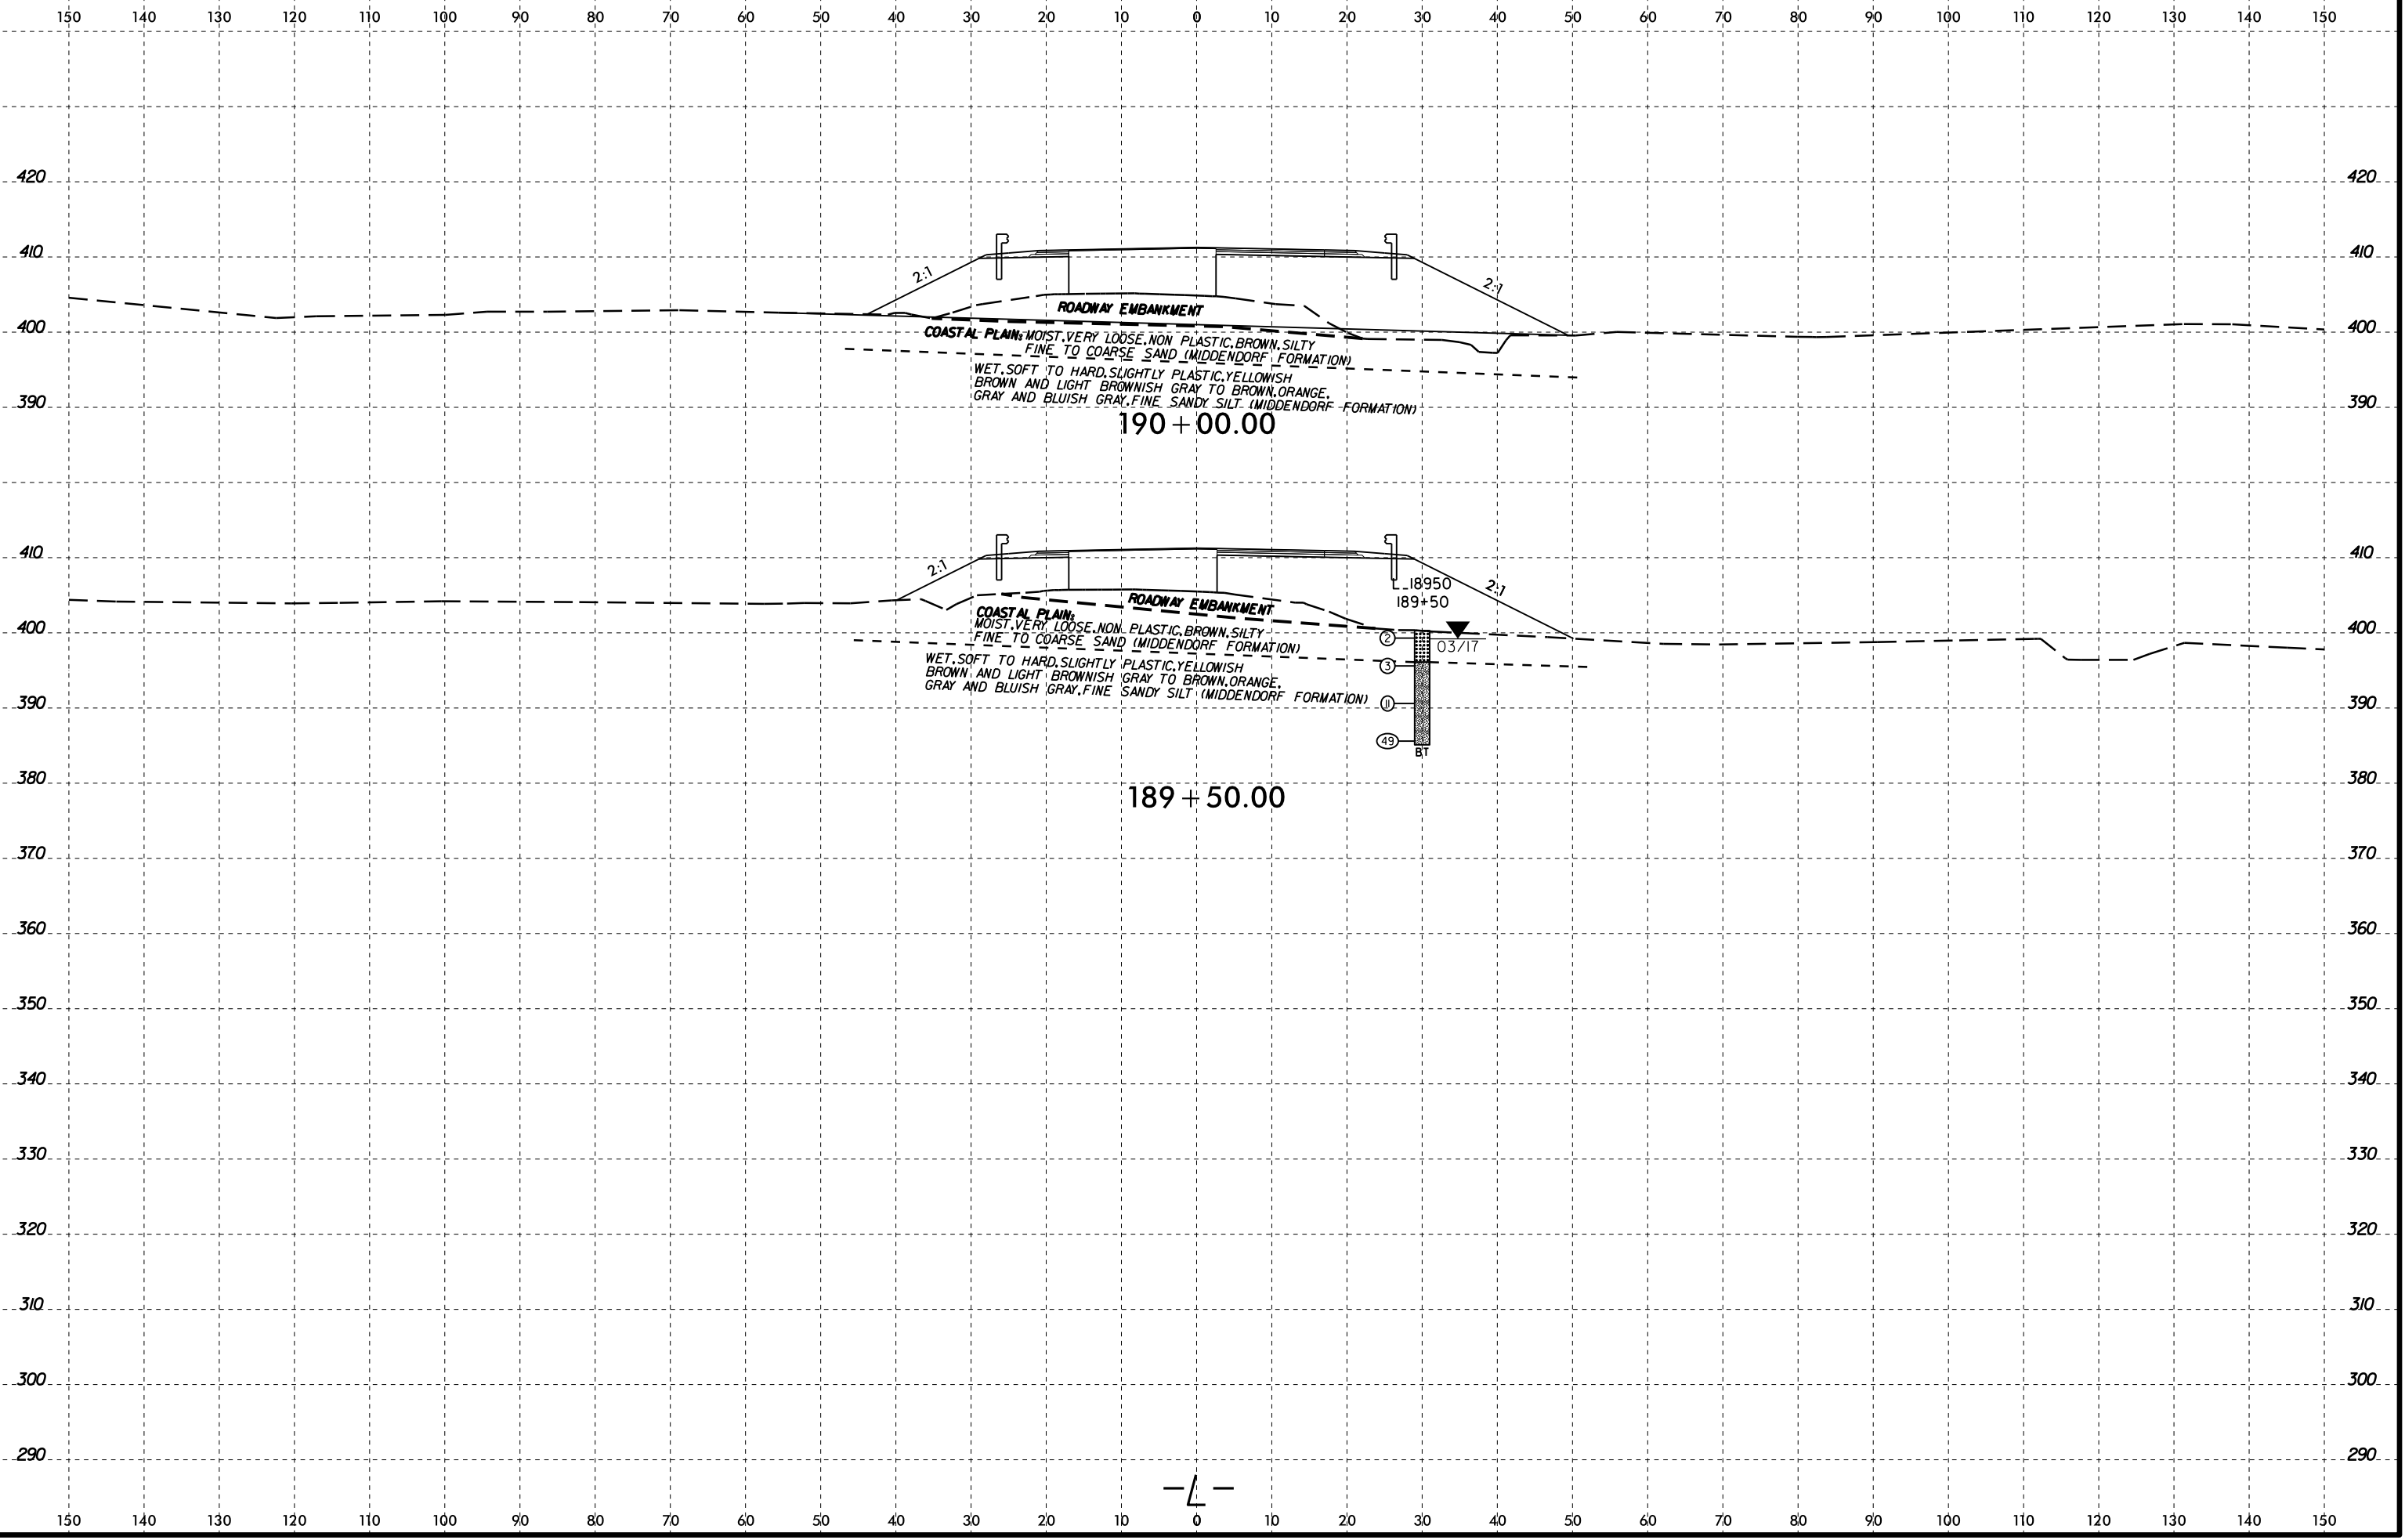 150 140 130 120 110 100 90 80 70 60 50 40 30 20 10 0 10 20 30 40 50 60 70 80 90 100 110 120 130 140 150
420 420
410 410
2:1 2:1
ROADWAY EMBANKMENT
400 400
COASTAL PLAIN: MOIST, VERY LOOSE, NON PLASTIC, BROWN, SILTY
FINE TO COARSE SAND (MIDDENDORF FORMATION)
WET, SOFT TO HARD, SLIGHTLY PLASTIC, YELLOWISH
BROWN AND LIGHT BROWNISH GRAY TO BROWN, ORANGE,
GRAY AND BLUISH GRAY, FINE SANDY SILT (MIDDENDORF FORMATION)
390 390
190+00.00
410 410
2:1 2:1
L_18950
189+50
ROADWAY EMBANKMENT
COASTAL PLAIN:
MOIST, VERY LOOSE, NON PLASTIC, BROWN, SILTY
400 400
FINE TO COARSE SAND (MIDDENDORF FORMATION)
2
03/17
WET, SOFT TO HARD, SLIGHTLY PLASTIC, YELLOWISH
3
BROWN AND LIGHT BROWNISH GRAY TO BROWN, ORANGE,
GRAY AND BLUISH GRAY, FINE SANDY SILT (MIDDENDORF FORMATION)
390 390
11
49
BT
380 380
189+50.00
370 370
360 360
350 350
340 340
330 330
320 320
310 310
300 300
290 290
-L-
150 140 130 120 110 100 90 80 70 60 50 40 30 20 10 0 10 20 30 40 50 60 70 80 90 100 110 120 130 140 150